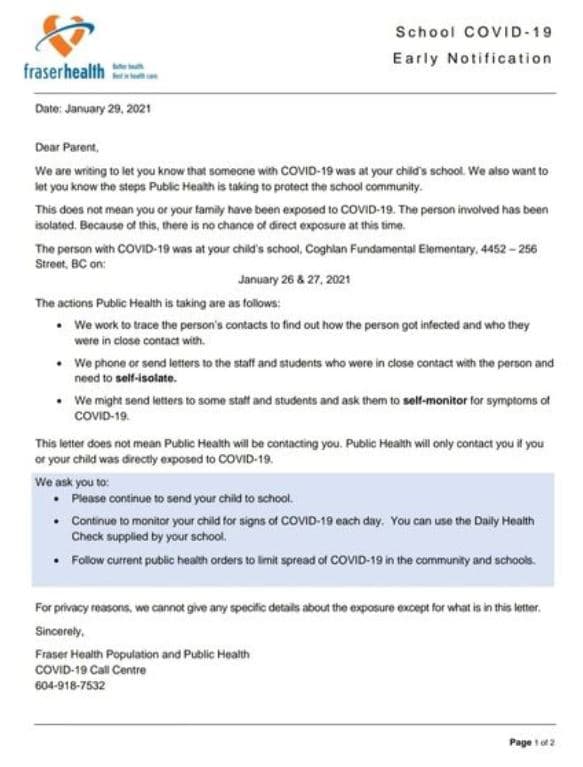 School COVID-19
Early Notification
fraserhealth
Better health.
Best in health care.
Date: January 29, 2021
Dear Parent,
We are writing to let you know that someone with COVID-19 was at your child's school. We also want to
let you know the steps Public Health is taking to protect the school community.
This does not mean you or your family have been exposed to COVID-19. The person involved has been
isolated. Because of this, there is no chance of direct exposure at this time.
The person with COVID-19 was at your child's school, Coghlan Fundamental Elementary, 4452 – 256
Street, BC on:
January 26 & 27, 2021
The actions Public Health is taking are as follows:
• We work to trace the person's contacts to find out how the person got infected and who they
were in close contact with.
• We phone or send letters to the staff and students who were in close contact with the person and
need to self-isolate.
• We might send letters to some staff and students and ask them to self-monitor for symptoms of
COVID-19.
This letter does not mean Public Health will be contacting you. Public Health will only contact you if you
or your child was directly exposed to COVID-19.
We ask you to:
• Please continue to send your child to school.
• Continue to monitor your child for signs of COVID-19 each day. You can use the Daily Health
Check supplied by your school.
• Follow current public health orders to limit spread of COVID-19 in the community and schools.
For privacy reasons, we cannot give any specific details about the exposure except for what is in this letter.
Sincerely,
Fraser Health Population and Public Health
COVID-19 Call Centre
604-918-7532
Page 1 of 2